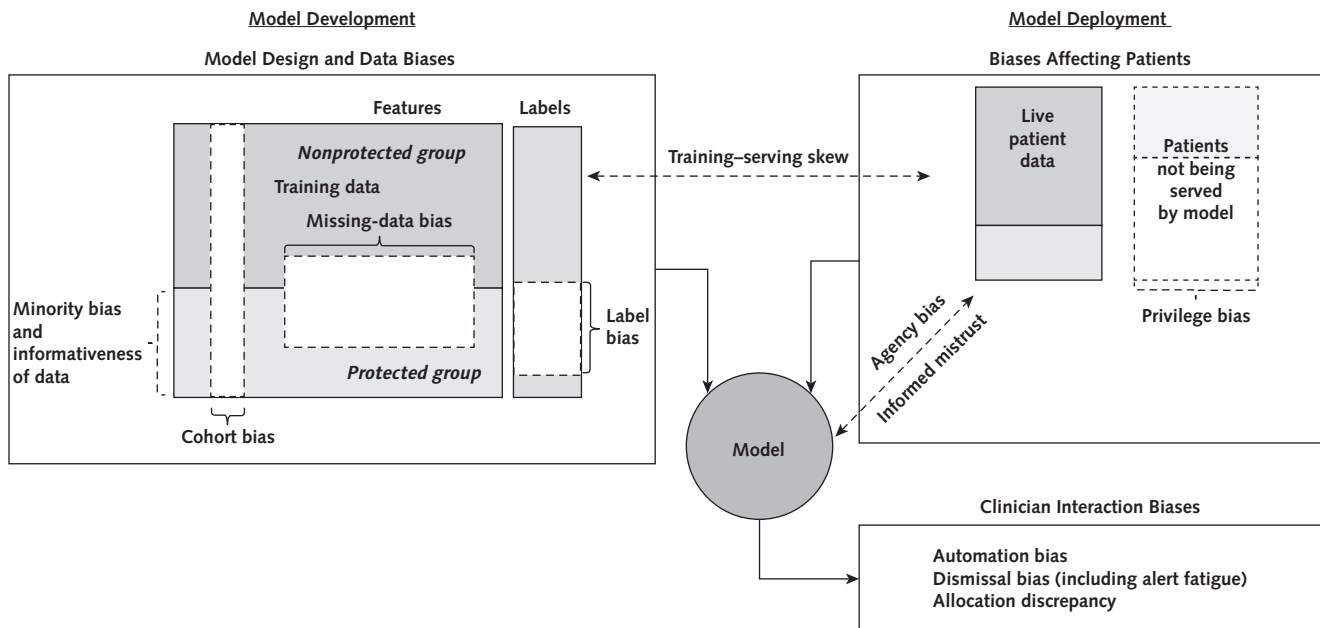 Model Development
Model Design and Data Biases
Features
Labels
Nonprotected group
Training data
Missing-data bias
Minority bias
and
informativeness
of data
Protected group
Label
bias
Cohort bias
Training–serving skew
Model Deployment
Biases Affecting Patients
Live
patient
data
Patients
not being
served
by model
Privilege bias
Agency bias
Informed mistrust
Model
Clinician Interaction Biases
Automation bias
Dismissal bias (including alert fatigue)
Allocation discrepancy